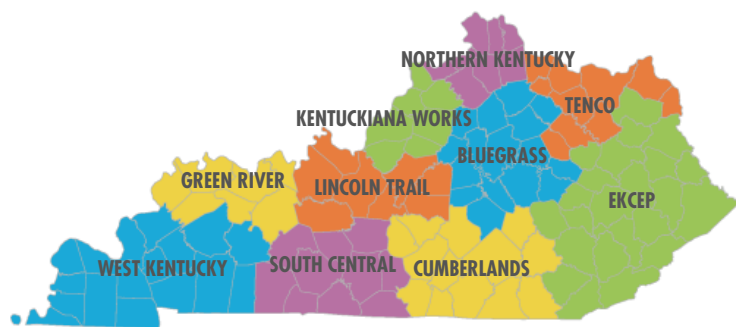 NORTHERN KENTUCKY
TENCO
KENTUCKIANA WORKS
BLUEGRASS
GREEN RIVER
LINCOLN TRAIL
EKCEP
WEST KENTUCKY
SOUTH CENTRAL
CUMBERLANDS